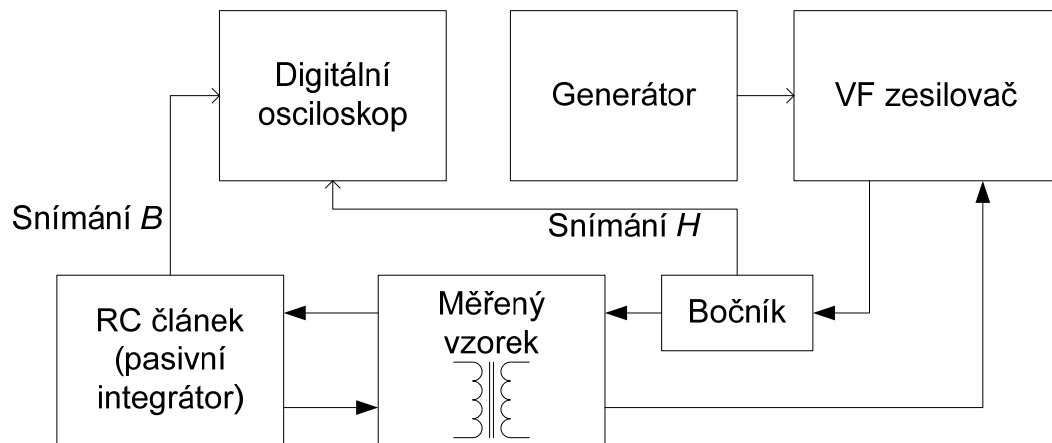 Digitální
osciloskop
Generátor
VF zesilovač
Snímání B
Snímání H
RC článek
(pasivní
integrátor)
Měřený
vzorek
Bočník